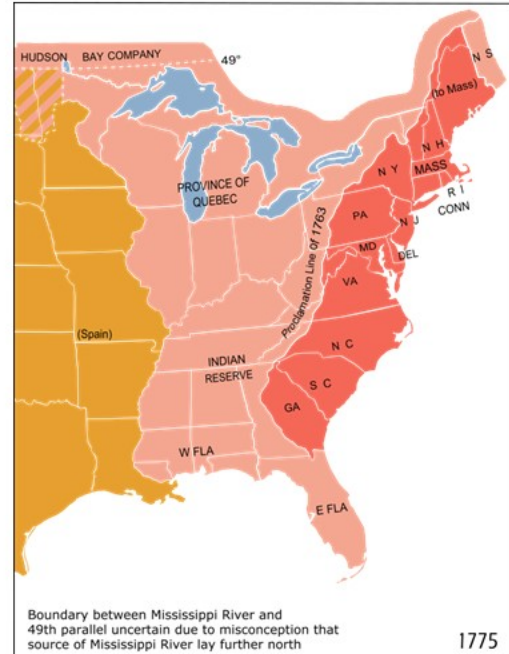 HUDSON BAY COMPANY
49°
N S
(to Mass)
N H
N Y
MASS
PROVINCE OF
QUEBEC
R I
CONN
PA
N J
Proclamation Line of 1763
MD
DEL
VA
(Spain)
N C
INDIAN
RESERVE
S C
GA
W FLA
E FLA
Boundary between Mississippi River and
49th parallel uncertain due to misconception that
source of Mississippi River lay further north
1775